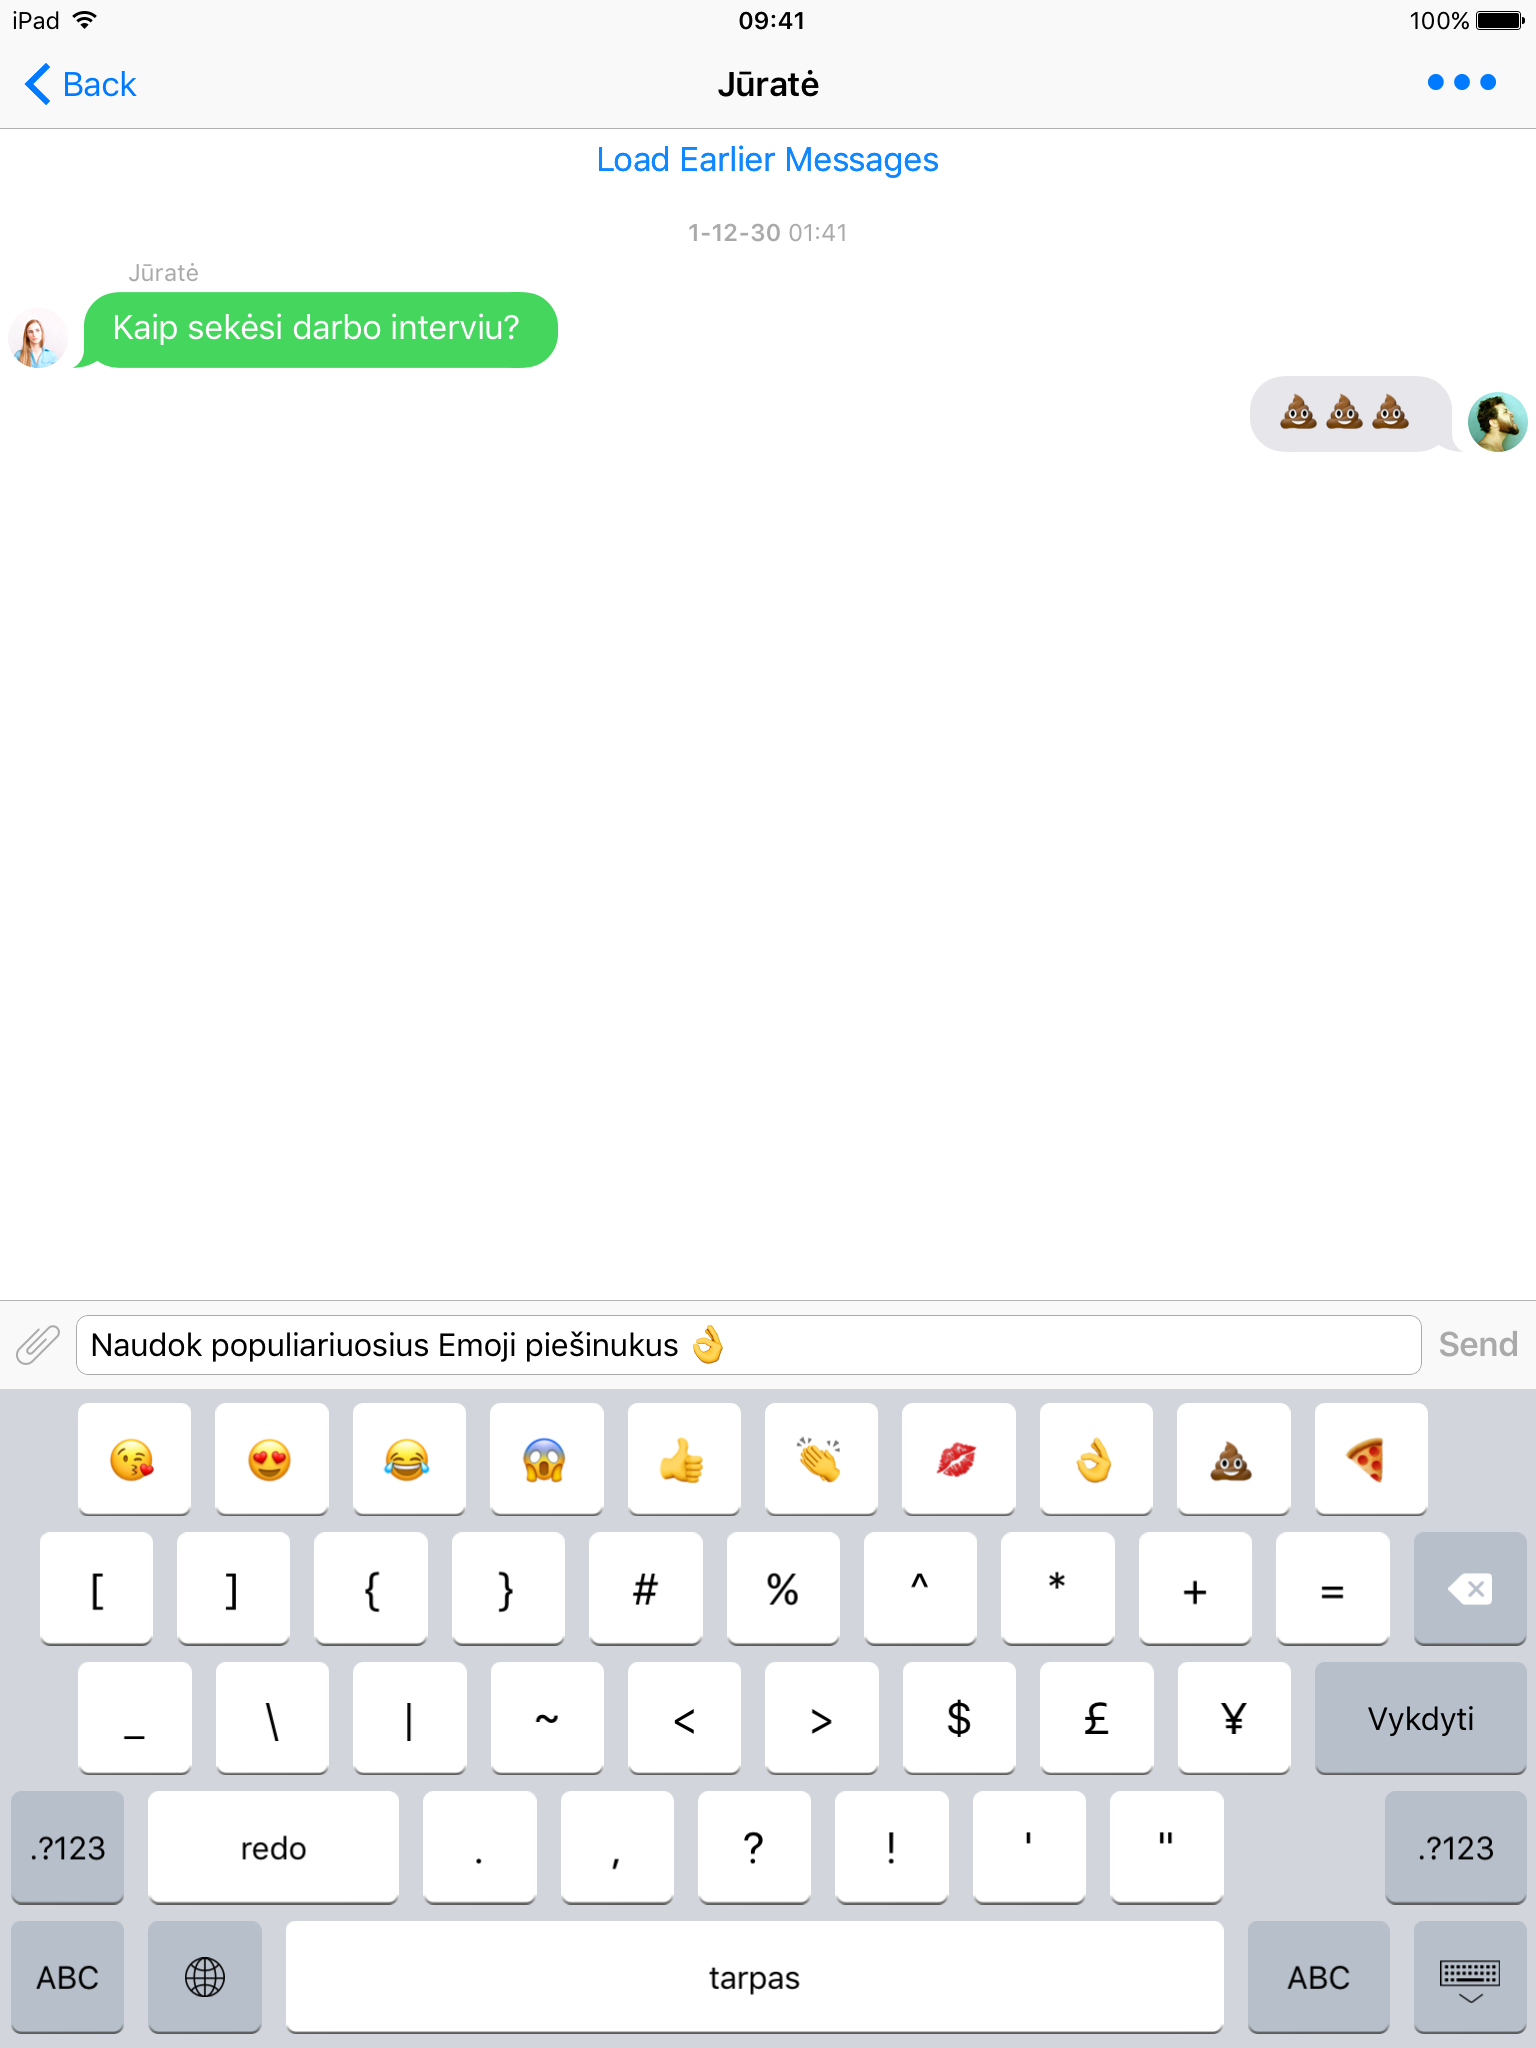 iPad 09:41 100%
Back Jūratė
Load Earlier Messages
1-12-30 01:41
Jūratė
Kaip sekėsi darbo interviu?
💩💩💩
Naudok populiariuosius Emoji piešinukus 👌 Send
😘 😍 😂 😱 👍 👏 💋 👌 💩 🍕
[ ] { } # % ^ * + =
_ \ | ~ < > $ £ ¥ Vykdyti
.?123 redo . , ? ! ' " .?123
ABC tarpas ABC